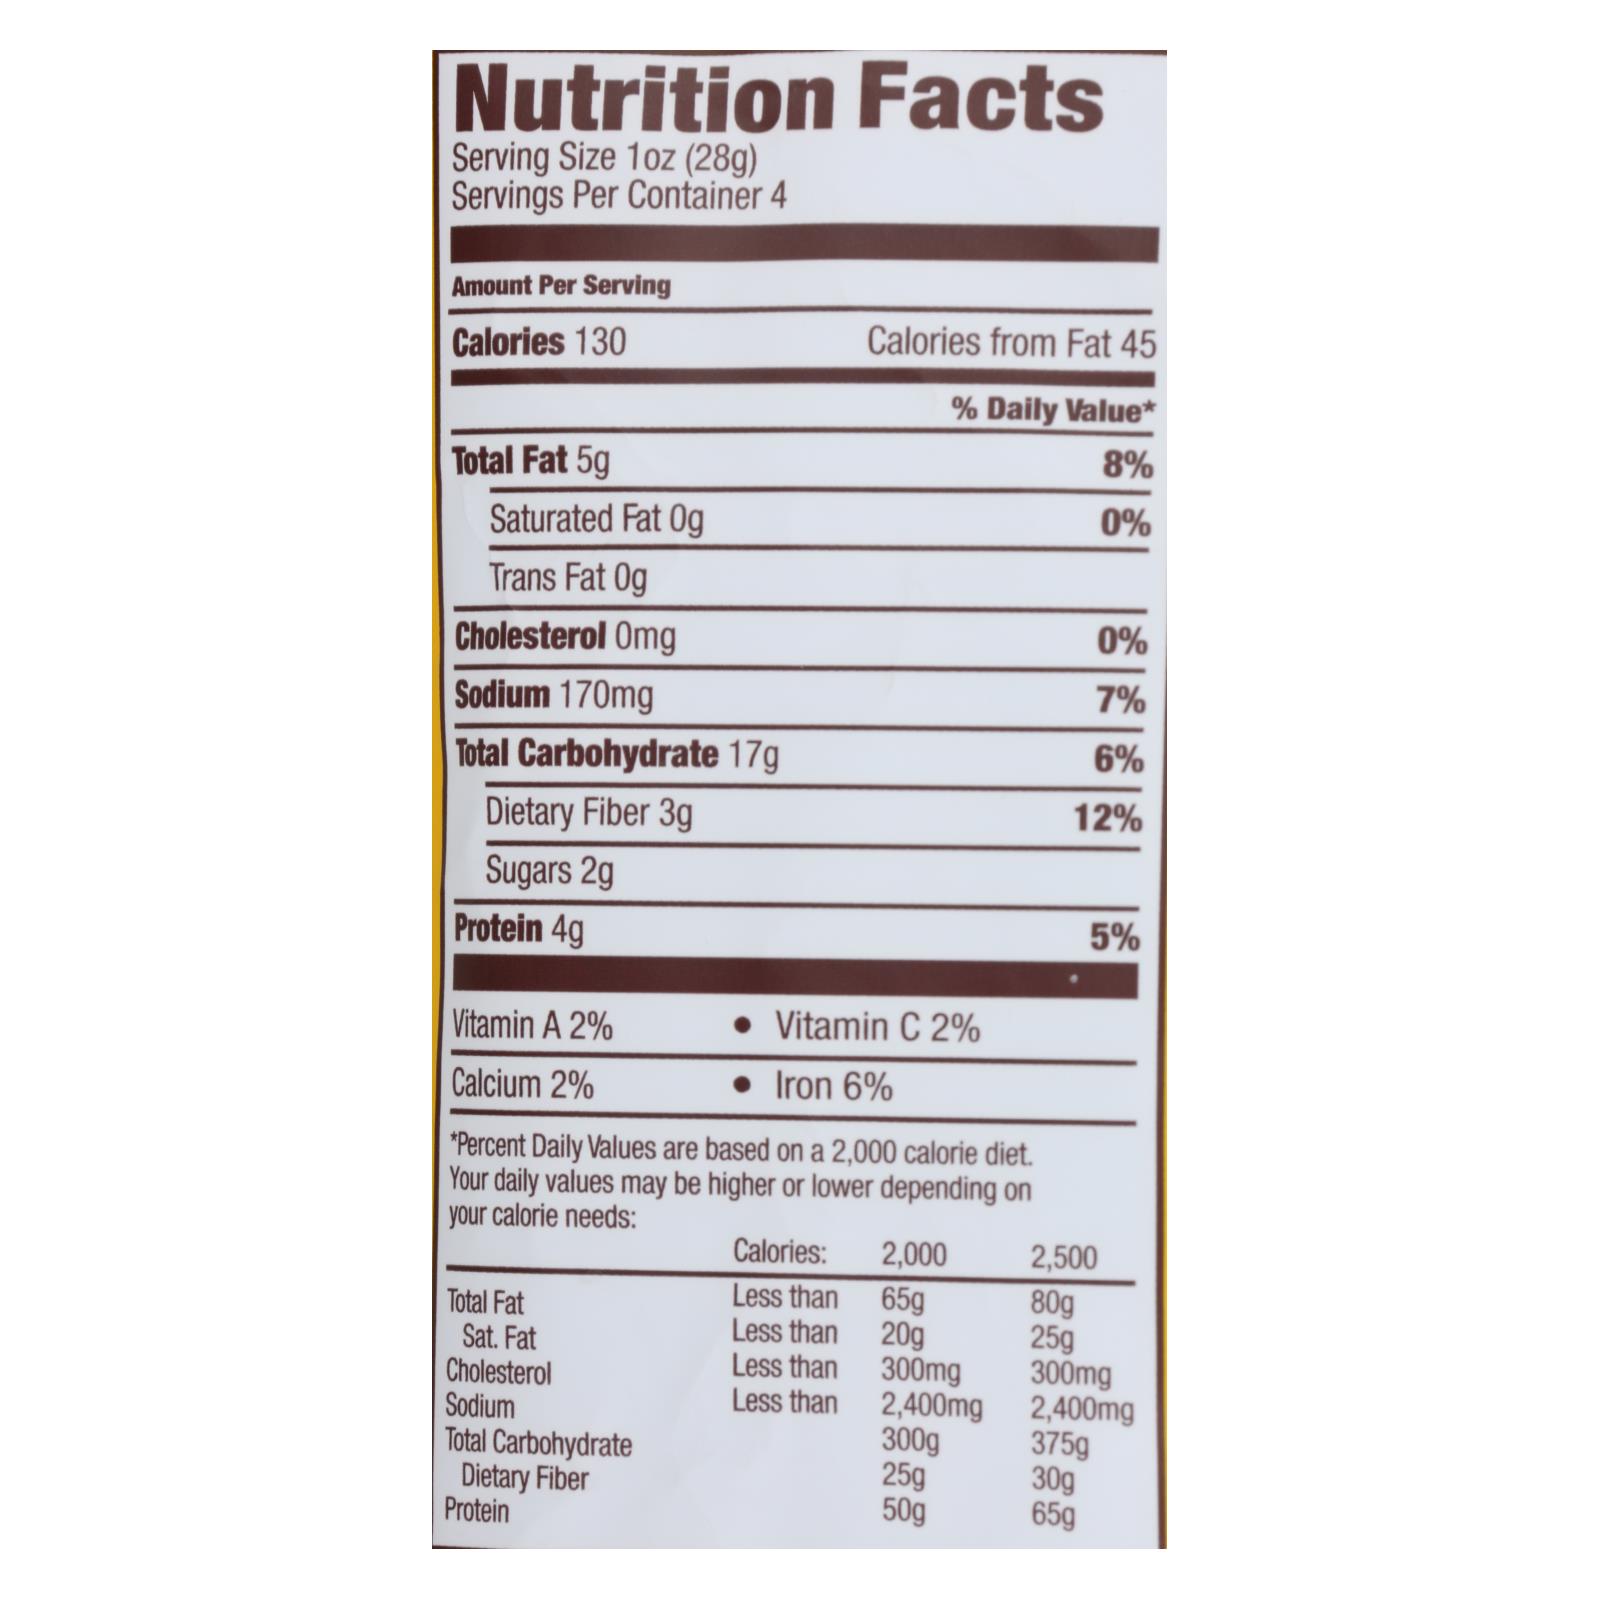 Nutrition Facts
Serving Size 1oz (28g)
Servings Per Container 4
Amount Per Serving
Calories 130 Calories from Fat 45
% Daily Value*
Total Fat 5g 8%
Saturated Fat 0g 0%
Trans Fat 0g
Cholesterol 0mg 0%
Sodium 170mg 7%
Total Carbohydrate 17g 6%
Dietary Fiber 3g 12%
Sugars 2g
Protein 4g 5%
Vitamin A 2% • Vitamin C 2%
Calcium 2% • Iron 6%
*Percent Daily Values are based on a 2,000 calorie diet.
Your daily values may be higher or lower depending on
your calorie needs:
Calories: 2,000 2,500
Total Fat Less than 65g 80g
Sat. Fat Less than 20g 25g
Cholesterol Less than 300mg 300mg
Sodium Less than 2,400mg 2,400mg
Total Carbohydrate 300g 375g
Dietary Fiber 25g 30g
Protein 50g 65g